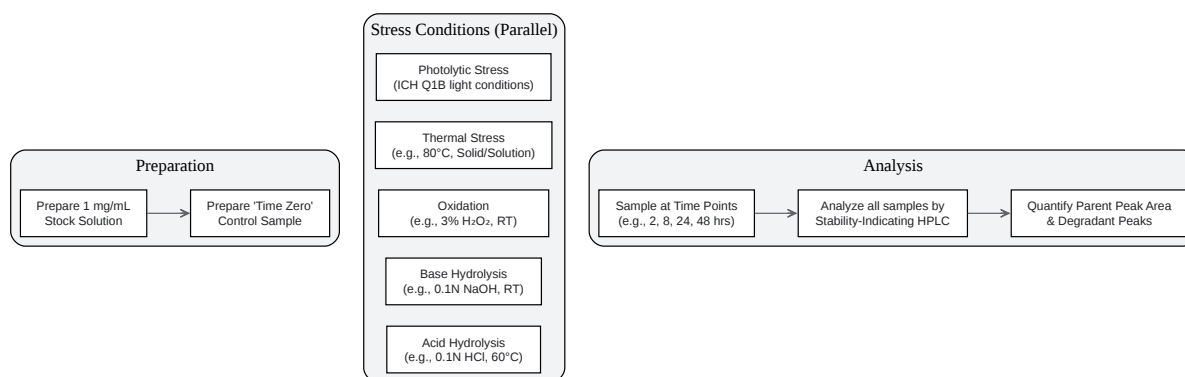 Preparation
Prepare 1 mg/mL
Stock Solution
Prepare 'Time Zero'
Control Sample
Stress Conditions (Parallel)
Photolytic Stress
(ICH Q1B light conditions)
Thermal Stress
(e.g., 80°C, Solid/Solution)
Oxidation
(e.g., 3% H₂O₂, RT)
Base Hydrolysis
(e.g., 0.1N NaOH, RT)
Acid Hydrolysis
(e.g., 0.1N HCl, 60°C)
Analysis
Sample at Time Points
(e.g., 2, 8, 24, 48 hrs)
Analyze all samples by
Stability-Indicating HPLC
Quantify Parent Peak Area
& Degradant Peaks